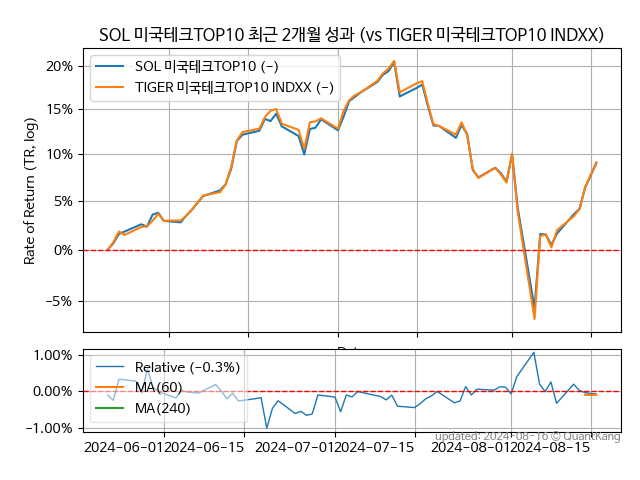 SOL 미국테크TOP10 최근 2개월 성과 (vs TIGER 미국테크TOP10 INDXX)
SOL 미국테크TOP10 (-)
TIGER 미국테크TOP10 INDXX (-)
Rate of Return (TR, log)
20%
15%
10%
5%
0%
-5%
1.00%
0.00%
-1.00%
Relative (-0.3%)
MA(60)
MA(240)
2024-06-01 2024-06-15 2024-07-01 2024-07-15 2024-08-01 2024-08-15
updated: 2024-08-16 © QuantKang